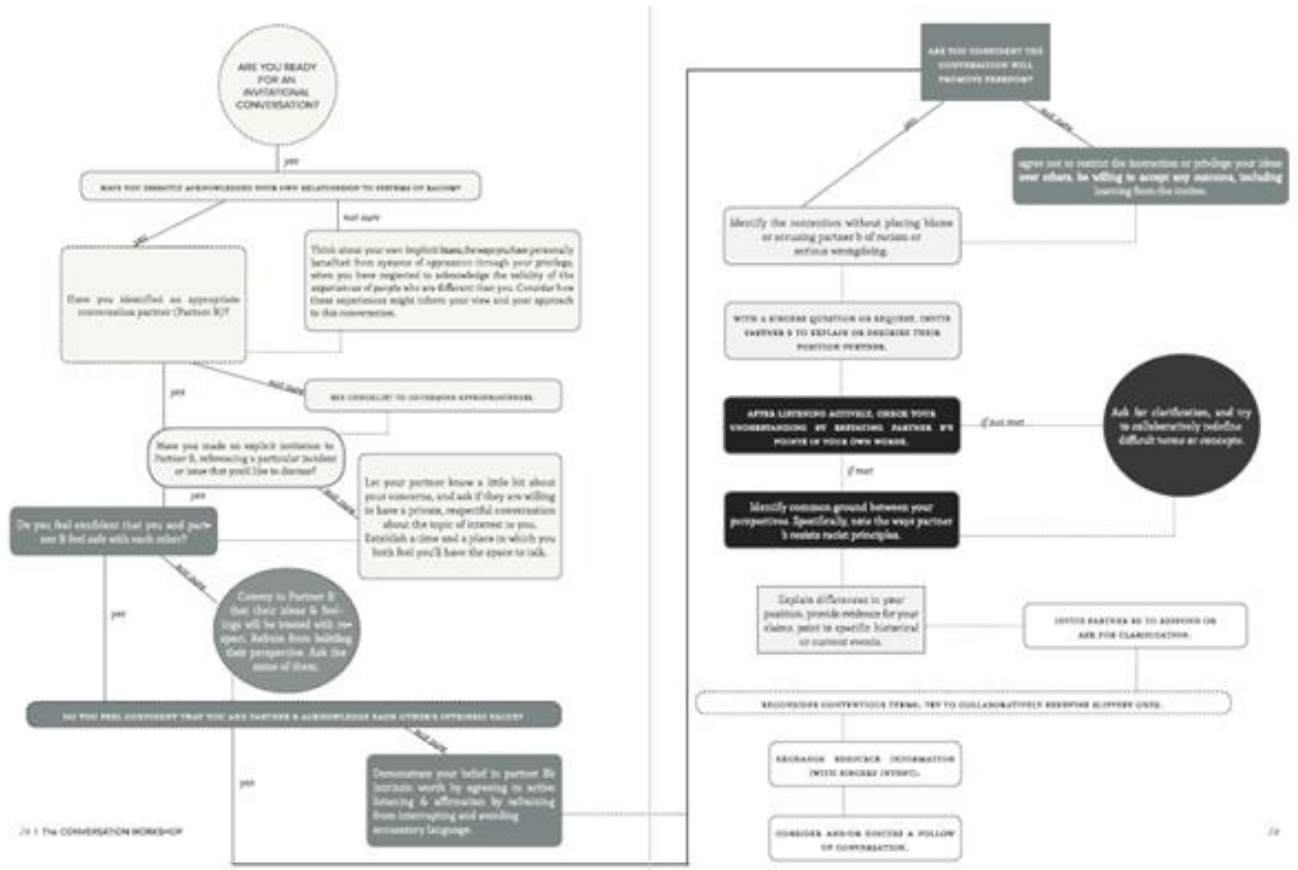 ARE YOU READY
FOR AN
INVITATIONAL
CONVERSATION?
yes
HAVE YOU HONESTLY ACKNOWLEDGED YOUR OWN RELATIONSHIP TO SYSTEMS OF RACISM?
yes
not sure
Have you identified an appropriate
conversation partner (Partner B)?
Think about your own implicit biases, the ways you have personally
benefited from systems of oppression through your privilege,
when you have neglected to acknowledge the validity of the
experiences of people who are different than you. Consider how
these experiences might inform your view and your approach
to this conversation.
yes
not sure
SEE CHECKLIST TO DETERMINE APPROPRIATENESS.
Have you made an explicit invitation to
Partner B, referencing a particular incident
or issue that you'd like to discuss?
yes
not sure
Let your partner know a little bit about
your concerns, and ask if they are willing
to have a private, respectful conversation
about the topic of interest to you.
Establish a time and a place in which you
both feel you'll have the space to talk.
Do you feel confident that you and part-
ner B feel safe with each other?
yes
not sure
Convey to Partner B
that their ideas & feel-
ings will be treated with re-
spect. Refrain from belittling
their perspective. Ask the
same of them.
DO YOU FEEL CONFIDENT THAT YOU AND PARTNER B ACKNOWLEDGE EACH OTHER'S INTRINSIC VALUE?
yes
not sure
Demonstrate your belief in partner B's
intrinsic worth by agreeing to active
listening & affirmation by refraining
from interrupting and avoiding
accusatory language.
The CONVERSATION WORKSHOP
ARE YOU CONFIDENT THE
CONVERSATION WILL
PROMOTE FREEDOM?
yes
not sure
agree not to restrict the instruction or privilege your ideas
over others. be willing to accept any outcome, including
learning from the invitee.
Identify the contention without placing blame
or accusing partner b of racism or
serious wrongdoing.
WITH A SINCERE QUESTION OR REQUEST, INVITE
PARTNER B TO EXPLAIN OR DESCRIBE THEIR
POSITION FURTHER.
AFTER LISTENING ACTIVELY, CHECK YOUR
UNDERSTANDING BY RESTATING PARTNER B'S
POINTS IN YOUR OWN WORDS.
if not met
Ask for clarification, and try
to collaboratively redefine
difficult terms or concepts.
if met
Identify common ground between your
perspectives. Specifically, note the ways partner
b resists racist principles.
Explain differences in your
position, provide evidence for your
claims, point to specific historical
or current events.
INVITE PARTNER B TO RESPOND OR
ASK FOR CLARIFICATION.
RECONSIDER CONTENTIOUS TERMS. TRY TO COLLABORATIVELY REDEFINE SLIPPERY ONES.
EXCHANGE RESOURCE INFORMATION
(WITH SINCERE INTENT).
CONSIDER AND/OR DISCUSS A FOLLOW
UP CONVERSATION.